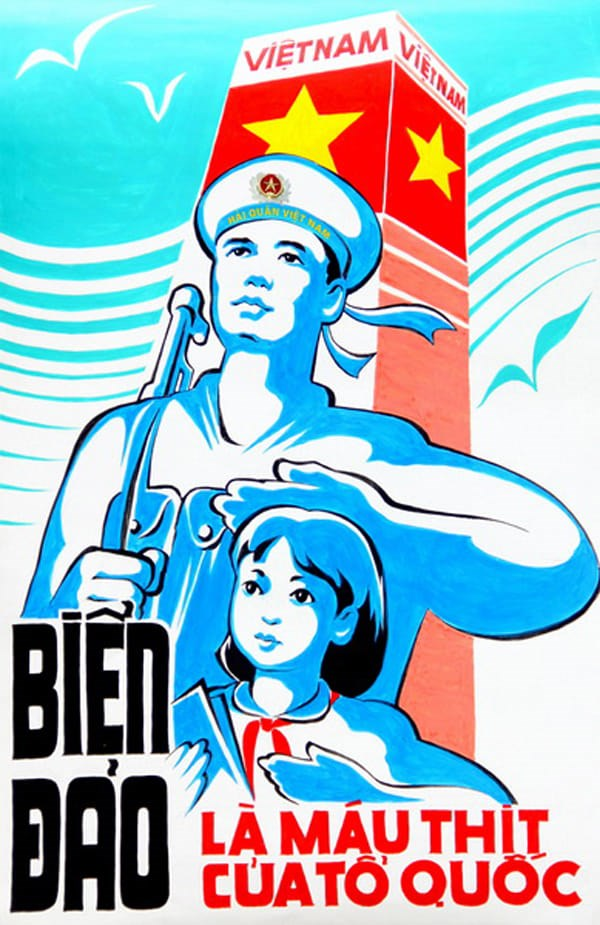 VIỆTNAM
VIỆTNAM
HẢI QUÂN VIỆT NAM
BIỂN
ĐẢO
LÀ MÁU THỊT
CỦA TỔ QUỐC